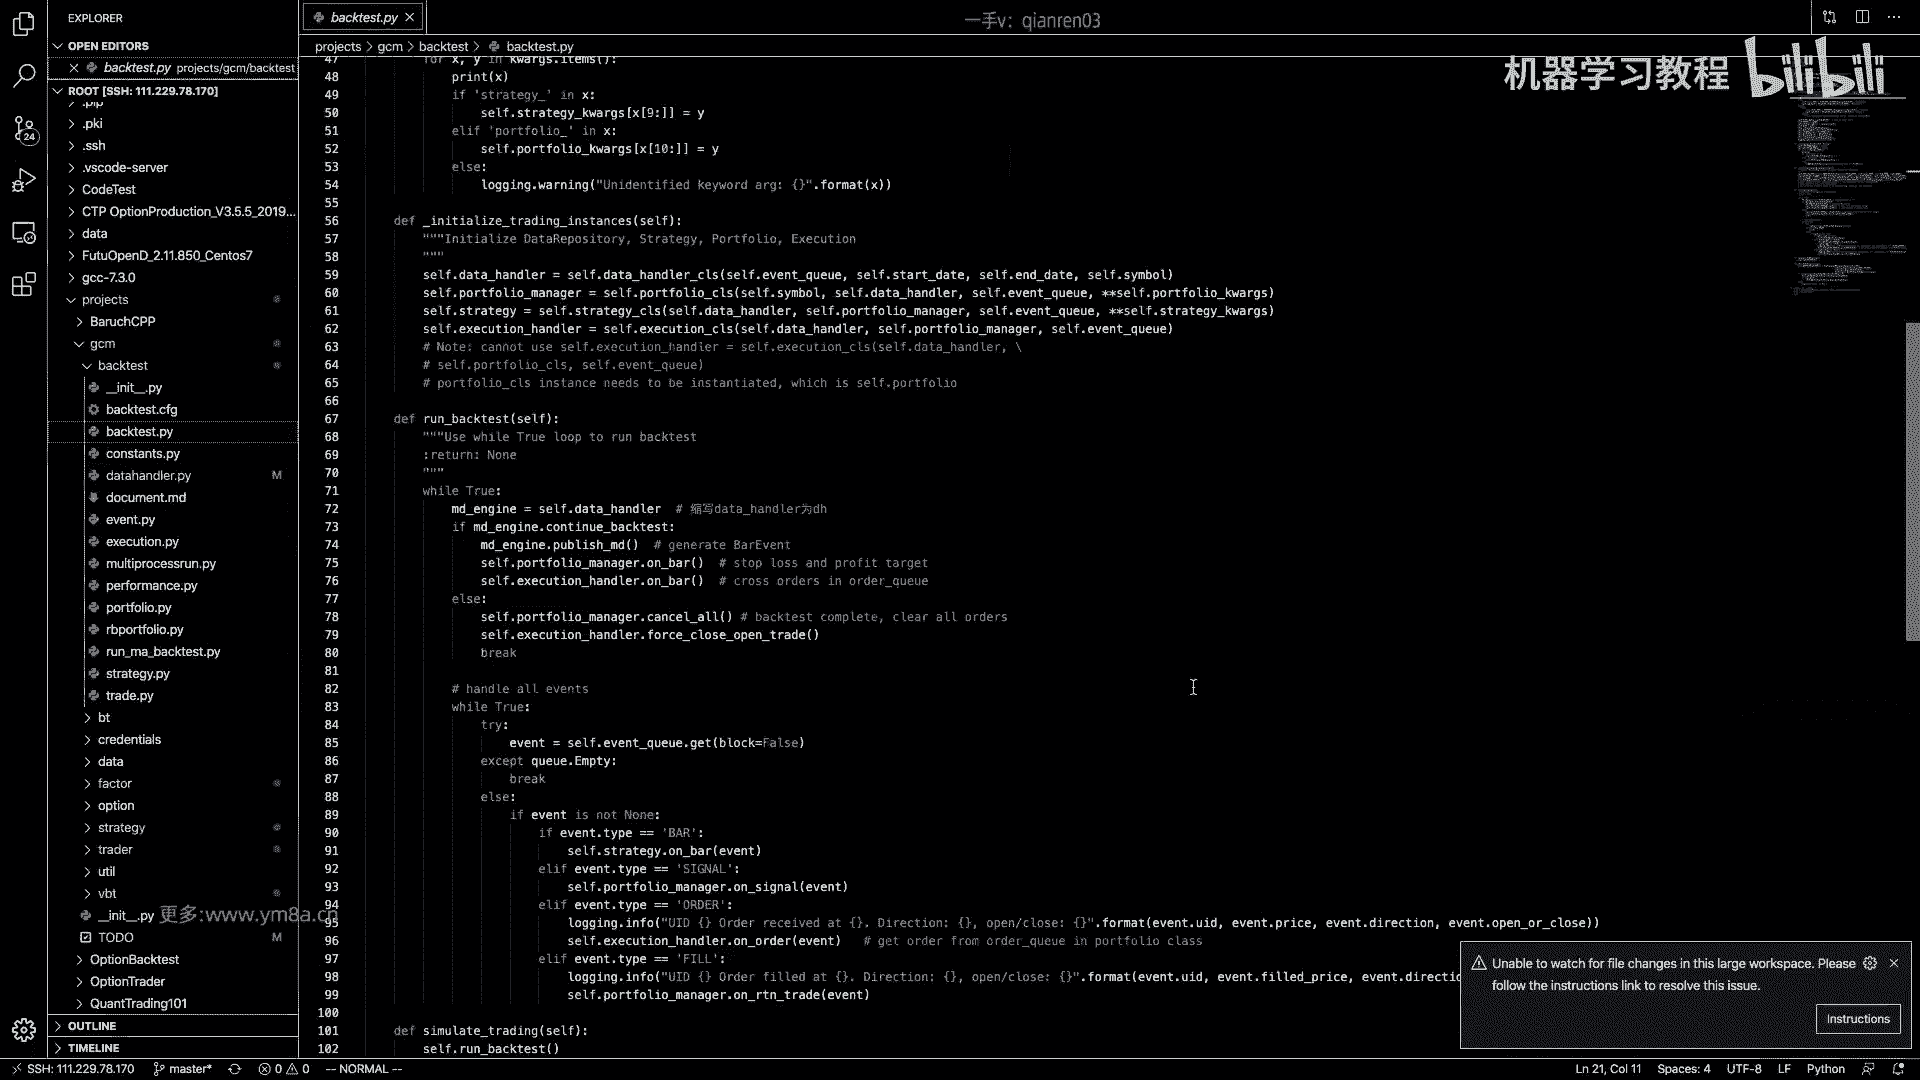 EXPLORER
OPEN EDITORS
backtest.py projects/gcm/backtest
ROOT [SSH: 111.229.78.170]
.pip
.pki
.ssh
.vscode-server
CodeTest
CTP OptionProduction_V3.5.5_2019...
data
FutuOpenD_2.11.850_Centos7
gcc-7.3.0
projects
BaruchCPP
gcm
backtest
__init__.py
backtest.cfg
backtest.py
constants.py
datahandler.py M
document.md
event.py
execution.py
multiprocessrun.py
performance.py
portfolio.py
rbportfolio.py
run_ma_backtest.py
strategy.py
trade.py
bt
credentials
data
factor
option
strategy
trader
util
vbt
__init__.py
更多:www.ym8a.cn
TODO M
OptionBacktest
OptionTrader
QuantTrading101
OUTLINE
TIMELINE
24
backtest.py
一手v：qianren03
projects > gcm > backtest > backtest.py
机器学习教程 bilibili
47 for x, y in kwargs.items():
48 print(x)
49 if 'strategy_' in x:
50 self.strategy_kwargs[x[9:]] = y
51 elif 'portfolio_' in x:
52 self.portfolio_kwargs[x[10:]] = y
53 else:
54 logging.warning("Unidentified keyword arg: {}".format(x))
55
56 def _initialize_trading_instances(self):
57 """Initialize DataRepository, Strategy, Portfolio, Execution
58 """
59 self.data_handler = self.data_handler_cls(self.event_queue, self.start_date, self.end_date, self.symbol)
60 self.portfolio_manager = self.portfolio_cls(self.symbol, self.data_handler, self.event_queue, **self.portfolio_kwargs)
61 self.strategy = self.strategy_cls(self.data_handler, self.portfolio_manager, self.event_queue, **self.strategy_kwargs)
62 self.execution_handler = self.execution_cls(self.data_handler, self.portfolio_manager, self.event_queue)
63 # Note: cannot use self.execution_handler = self.execution_cls(self.data_handler, \
64 # self.portfolio_cls, self.event_queue)
65 # portfolio_cls instance needs to be instantiated, which is self.portfolio
66
67 def run_backtest(self):
68 """Use while True loop to run backtest
69 :return: None
70 """
71 while True:
72 md_engine = self.data_handler # 缩写data_handler为dh
73 if md_engine.continue_backtest:
74 md_engine.publish_md() # generate BarEvent
75 self.portfolio_manager.on_bar() # stop loss and profit target
76 self.execution_handler.on_bar() # cross orders in order_queue
77 else:
78 self.portfolio_manager.cancel_all() # backtest complete, clear all orders
79 self.execution_handler.force_close_open_trade()
80 break
81
82 # handle all events
83 while True:
84 try:
85 event = self.event_queue.get(block=False)
86 except queue.Empty:
87 break
88 else:
89 if event is not None:
90 if event.type == 'BAR':
91 self.strategy.on_bar(event)
92 elif event.type == 'SIGNAL':
93 self.portfolio_manager.on_signal(event)
94 elif event.type == 'ORDER':
95 logging.info("UID {} Order received at {}. Direction: {}, open/close: {}".format(event.uid, event.price, event.direction, event.open_or_close))
96 self.execution_handler.on_order(event) # get order from order_queue in portfolio class
97 elif event.type == 'FILL':
98 logging.info("UID {} Order filled at {}. Direction: {}, open/close: {}".format(event.uid, event.filled_price, event.directio
99 self.portfolio_manager.on_rtn_trade(event)
100
101 def simulate_trading(self):
102 self.run_backtest()
Unable to watch for file changes in this large workspace. Please
follow the instructions link to resolve this issue.
Instructions
SSH: 111.229.78.170 master* 0 0 -- NORMAL -- Ln 21, Col 11 Spaces: 4 UTF-8 LF Python